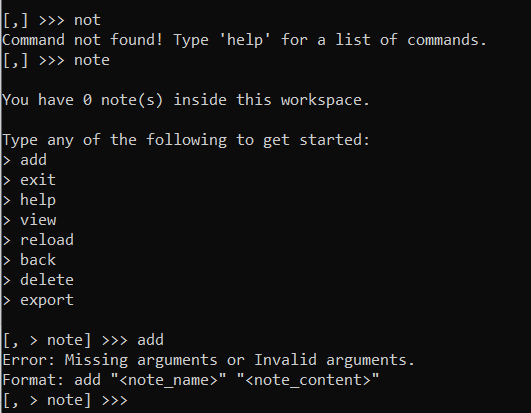 [,] >>> not
Command not found! Type 'help' for a list of commands.
[,] >>> note
You have 0 note(s) inside this workspace.
Type any of the following to get started:
> add
> exit
> help
> view
> reload
> back
> delete
> export
[, > note] >>> add
Error: Missing arguments or Invalid arguments.
Format: add "<note_name>" "<note_content>"
[, > note] >>>